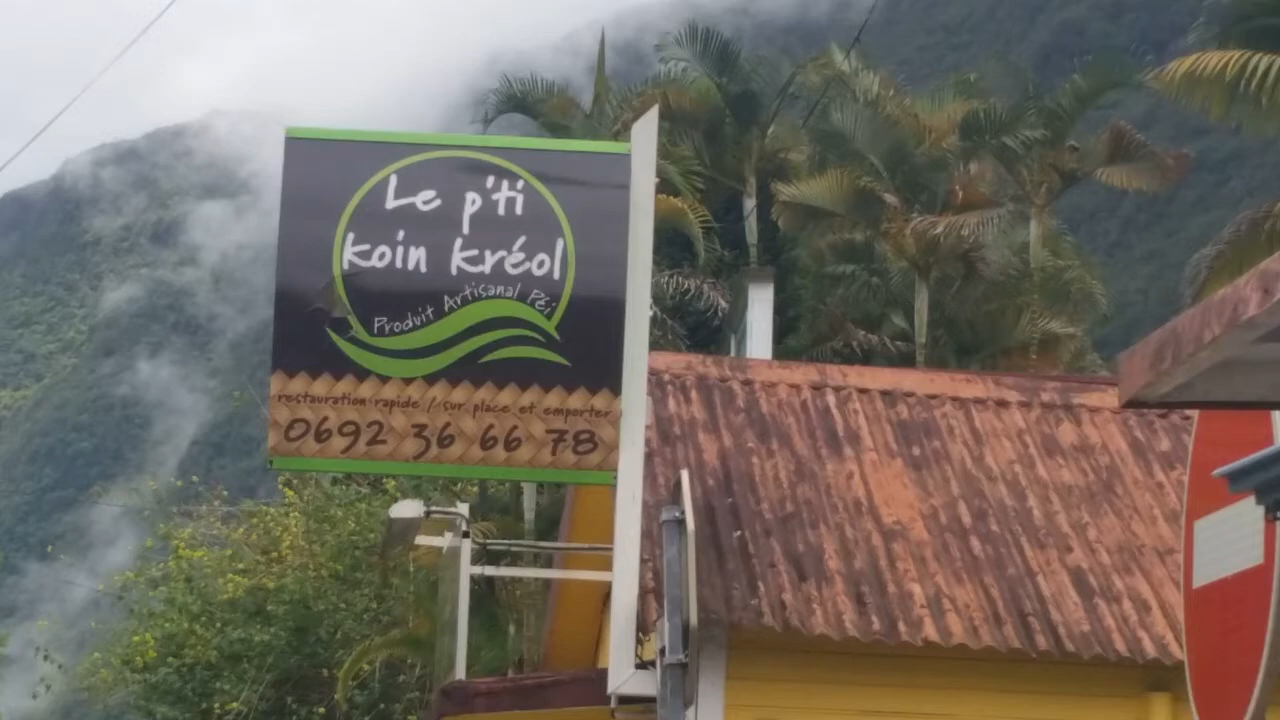 Le p'ti
koin kréol
Produit Artisanal Péi
restauration rapide / sur place et emporter
0692 36 66 78